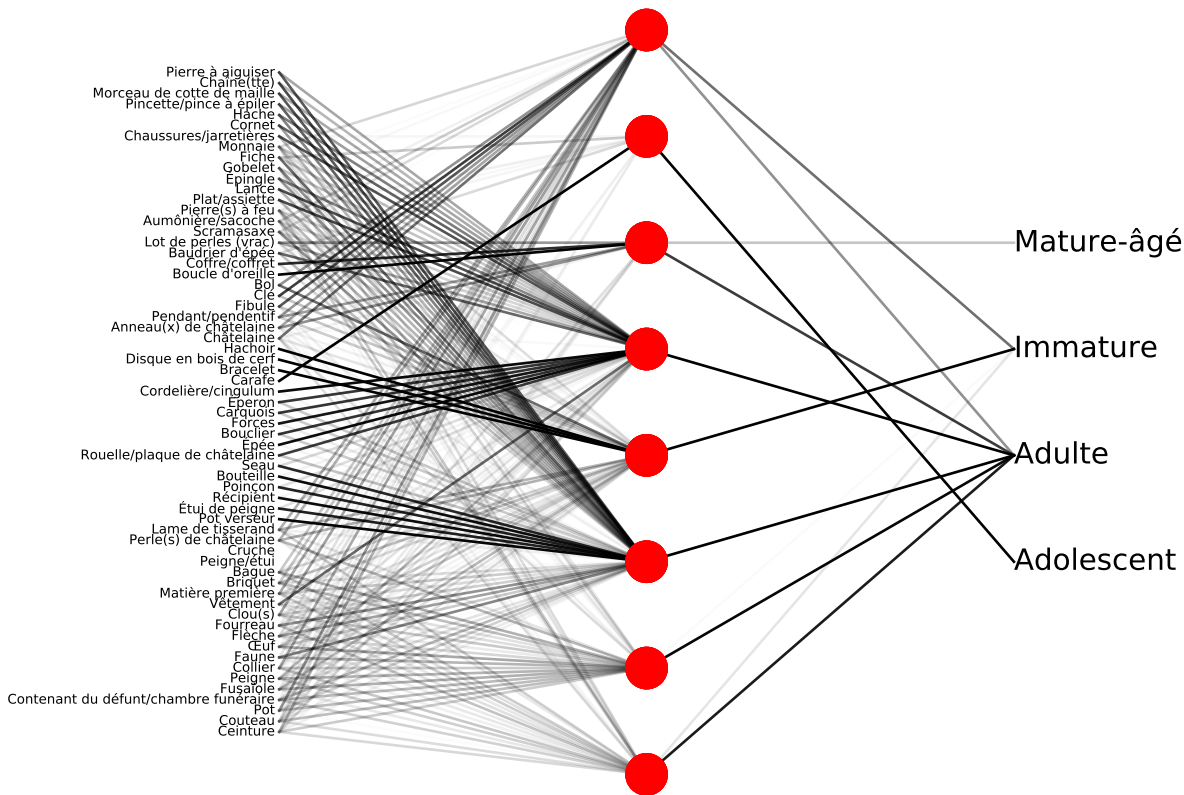 Pierre à aiguiser
Chaîne(tte)
Morceau de cotte de maille
Pincette/pince à épiler
Hache
Cornet
Chaussures/jarretières
Monnaie
Fiche
Gobelet
Épingle
Lance
Plat/assiette
Pierre(s) à feu
Aumônière/sacoche
Scramasaxe
Lot de perles (vrac)
Baudrier d'épée
Coffre/coffret
Boucle d'oreille
Bol
Clé
Fibule
Pendant/pendentif
Anneau(x) de châtelaine
Châtelaine
Hachoir
Disque en bois de cerf
Bracelet
Carafe
Cordelière/cingulum
Éperon
Carquois
Forces
Bouclier
Épée
Rouelle/plaque de châtelaine
Seau
Bouteille
Poinçon
Récipient
Étui de peigne
Pot verseur
Lame de tisserand
Perle(s) de châtelaine
Cruche
Peigne/étui
Bague
Briquet
Matière première
Vêtement
Clou(s)
Fourreau
Flèche
Œuf
Faune
Collier
Peigne
Fusaïole
Contenant du défunt/chambre funéraire
Pot
Couteau
Ceinture
Mature-âgé
Immature
Adulte
Adolescent